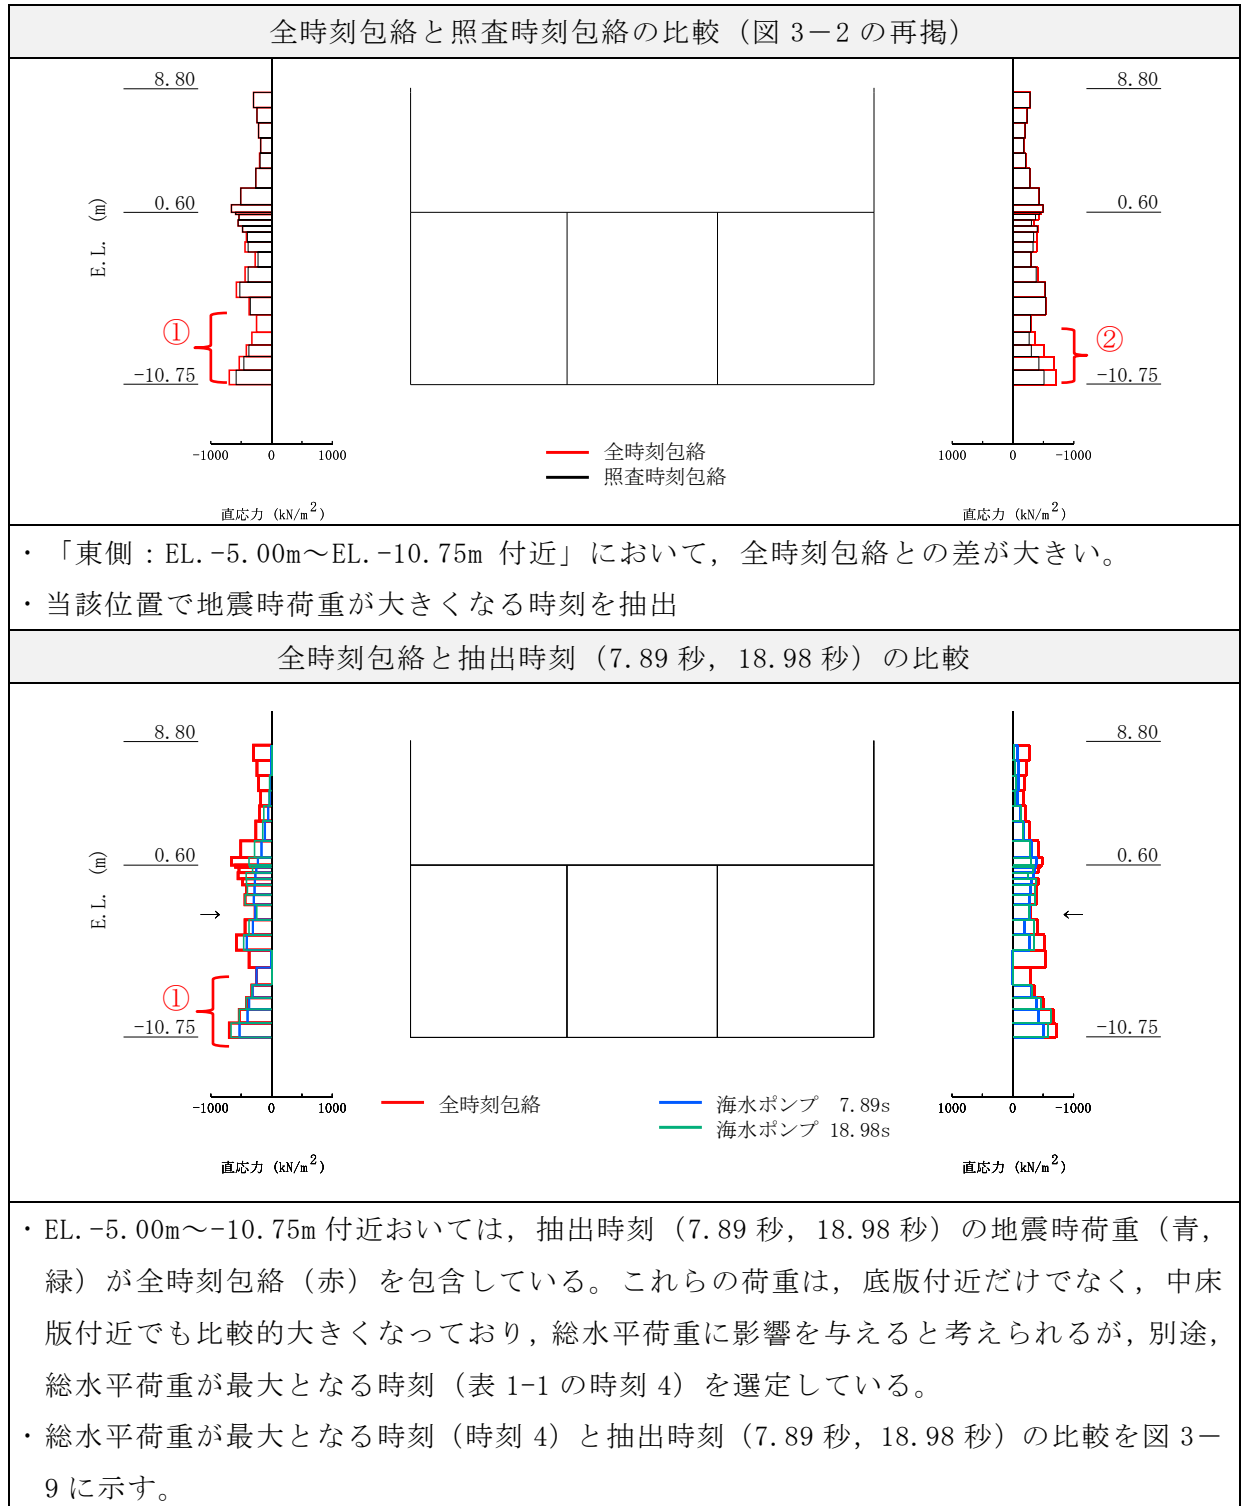 全時刻包絡と照査時刻包絡の比較（図 3－2 の再掲）
8.80
8.80
0.60
0.60
E.L. (m)
①
②
-10.75
-10.75
-1000 0 1000
1000 0 -1000
全時刻包絡
照査時刻包絡
直応力 (kN/m2)
直応力 (kN/m2)
・「東側：EL.-5.00m～EL.-10.75m 付近」において，全時刻包絡との差が大きい。
・当該位置で地震時荷重が大きくなる時刻を抽出
全時刻包絡と抽出時刻（7.89 秒，18.98 秒）の比較
8.80
8.80
0.60
0.60
E.L. (m)
→
←
①
-10.75
-10.75
-1000 0 1000
全時刻包絡
海水ポンプ 7.89s
海水ポンプ 18.98s
1000 0 -1000
直応力 (kN/m2)
直応力 (kN/m2)
・EL.-5.00m～-10.75m 付近おいては，抽出時刻（7.89 秒，18.98 秒）の地震時荷重（青，
緑）が全時刻包絡（赤）を包含している。これらの荷重は，底版付近だけでなく，中床
版付近でも比較的大きくなっており，総水平荷重に影響を与えると考えられるが，別途，
総水平荷重が最大となる時刻（表 1-1 の時刻 4）を選定している。
・総水平荷重が最大となる時刻（時刻 4）と抽出時刻（7.89 秒，18.98 秒）の比較を図 3－
9 に示す。